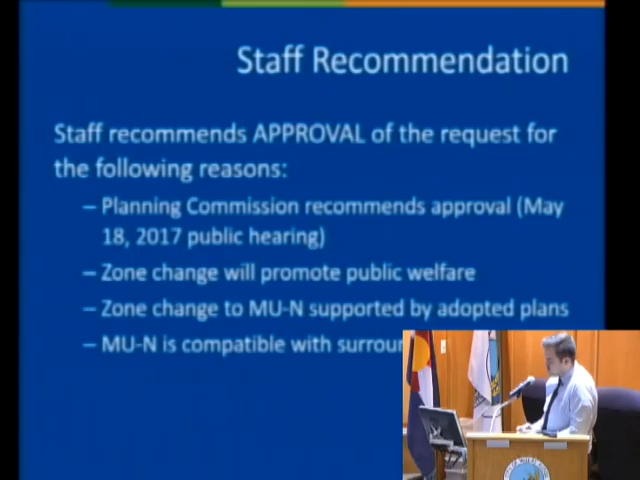 Staff Recommendation
Staff recommends APPROVAL of the request for
the following reasons:
– Planning Commission recommends approval (May
18, 2017 public hearing)
– Zone change will promote public welfare
– Zone change to MU-N supported by adopted plans
– MU-N is compatible with